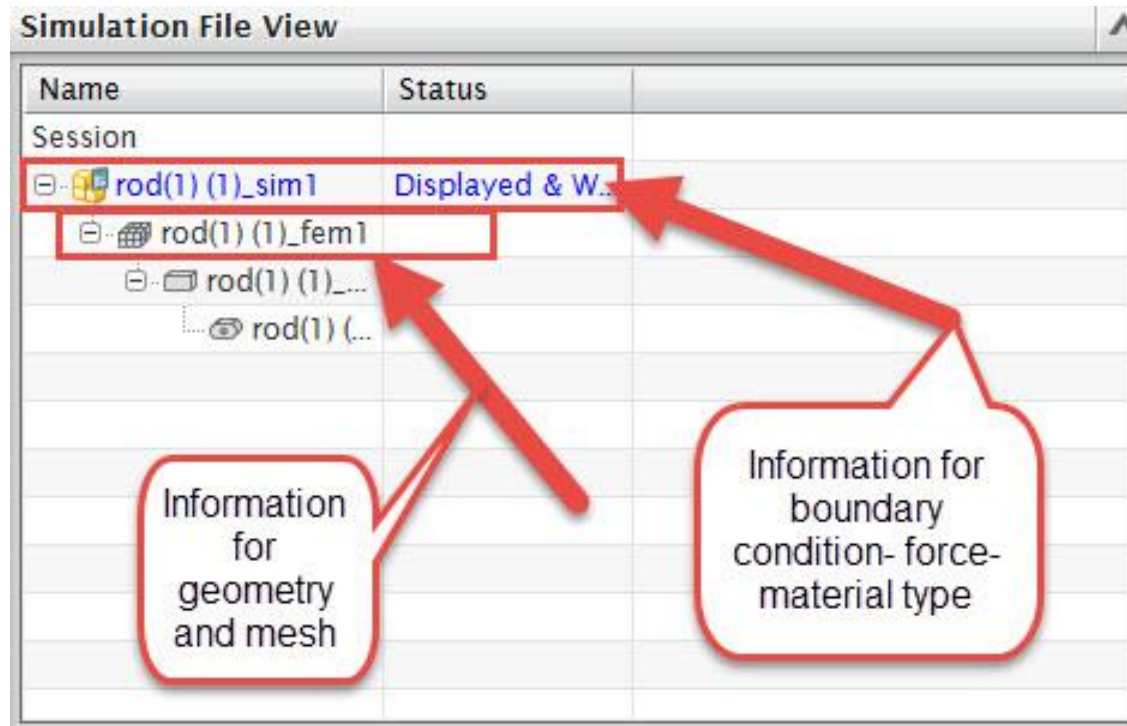 Simulation File View
Name Status
Session
rod(1) (1)_sim1 Displayed & W...
rod(1) (1)_fem1
rod(1) (1)_...
rod(1) (...
Information
for
geometry
and mesh
Information for
boundary
condition- force-
material type